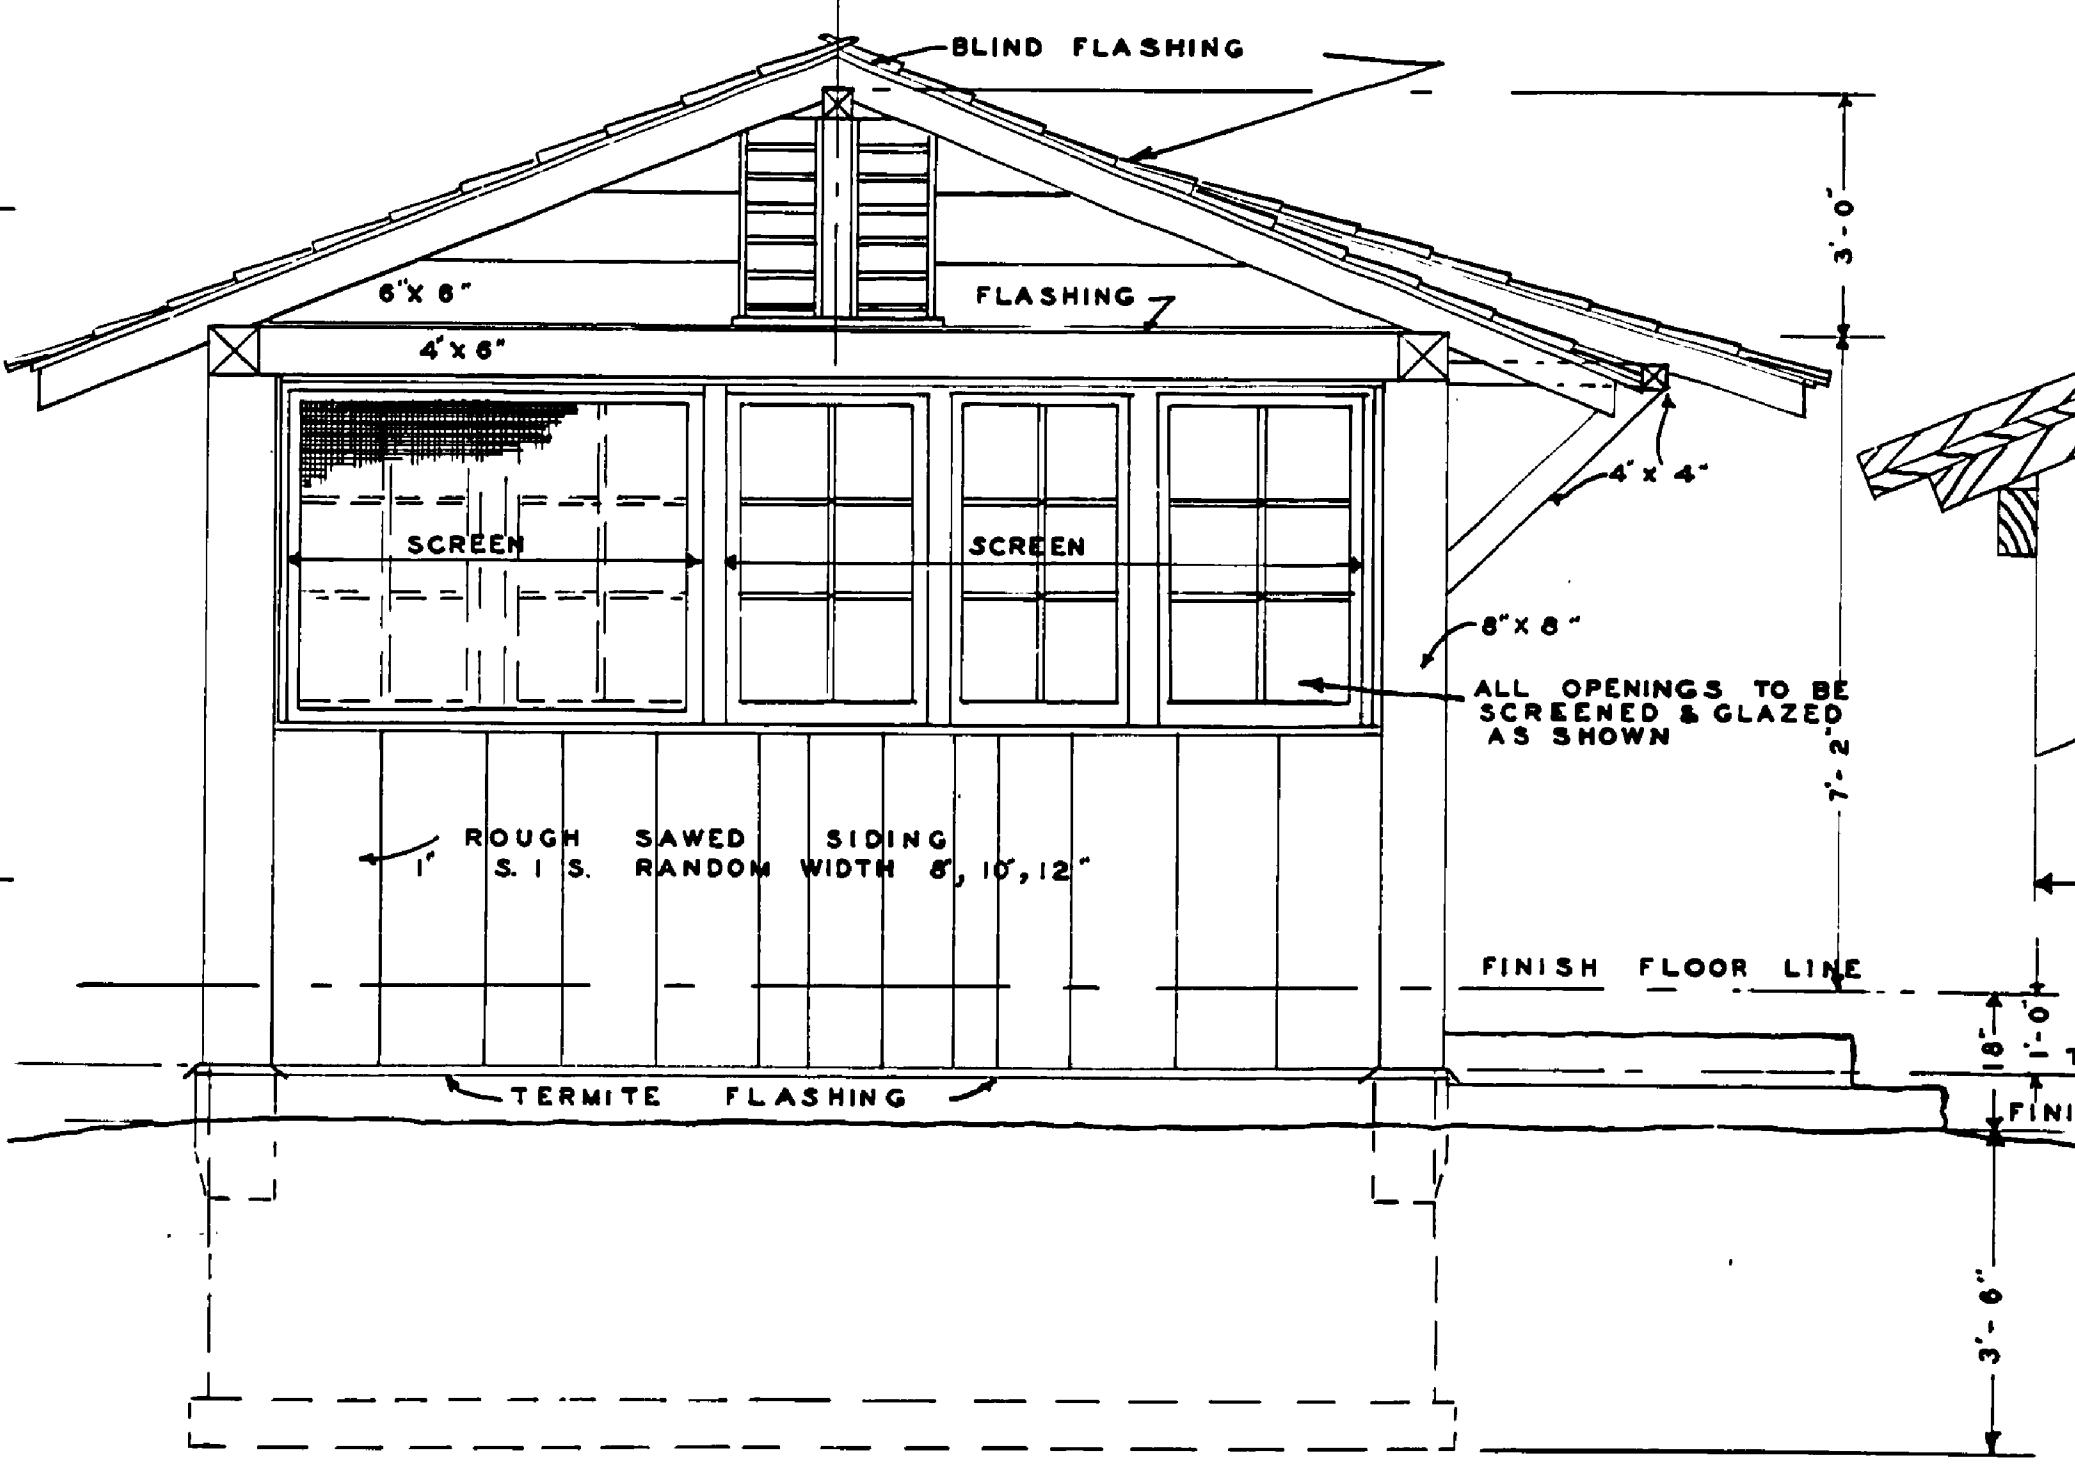 BLIND FLASHING
3'-0"
6"X 6"
FLASHING
4"X 6"
4"X 4"
SCREEN
SCREEN
8"X 8"
ALL OPENINGS TO BE
SCREENED & GLAZED
AS SHOWN
7'-2"
ROUGH SAWED SIDING
1" S. I S. RANDOM WIDTH 8", 10", 12"
FINISH FLOOR LINE
18"
1'-0"
T
TERMITE FLASHING
FINI
3'-6"